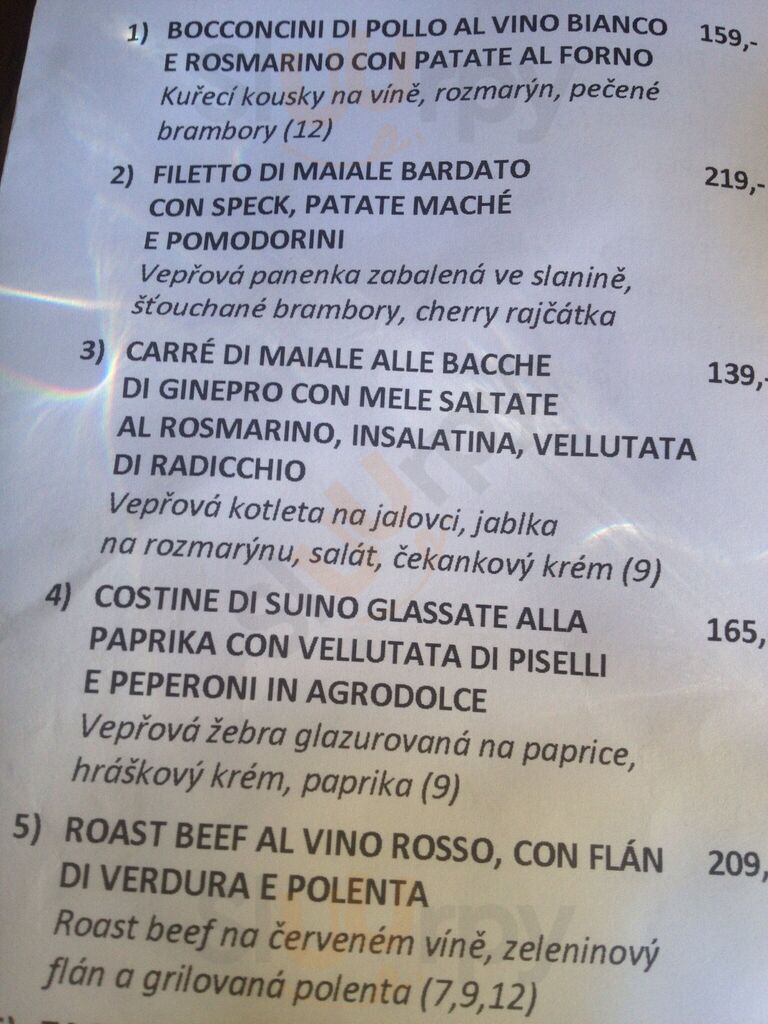 1) BOCCONCINI DI POLLO AL VINO BIANCO 159,-
E ROSMARINO CON PATATE AL FORNO
Kuřecí kousky na víně, rozmarýn, pečené
brambory (12)
2) FILETTO DI MAIALE BARDATO 219,-
CON SPECK, PATATE MACHÉ
E POMODORINI
Vepřová panenka zabalená ve slanině,
šťouchané brambory, cherry rajčátka
3) CARRÉ DI MAIALE ALLE BACCHE 139,-
DI GINEPRO CON MELE SALTATE
AL ROSMARINO, INSALATINA, VELLUTATA
DI RADICCHIO
Vepřová kotleta na jalovci, jablka
na rozmarýnu, salát, čekankový krém (9)
4) COSTINE DI SUINO GLASSATE ALLA 165,
PAPRIKA CON VELLUTATA DI PISELLI
E PEPERONI IN AGRODOLCE
Vepřová žebra glazurovaná na paprice,
hráškový krém, paprika (9)
5) ROAST BEEF AL VINO ROSSO, CON FLÁN 209,
DI VERDURA E POLENTA
Roast beef na červeném víně, zeleninový
flán a grilovaná polenta (7,9,12)